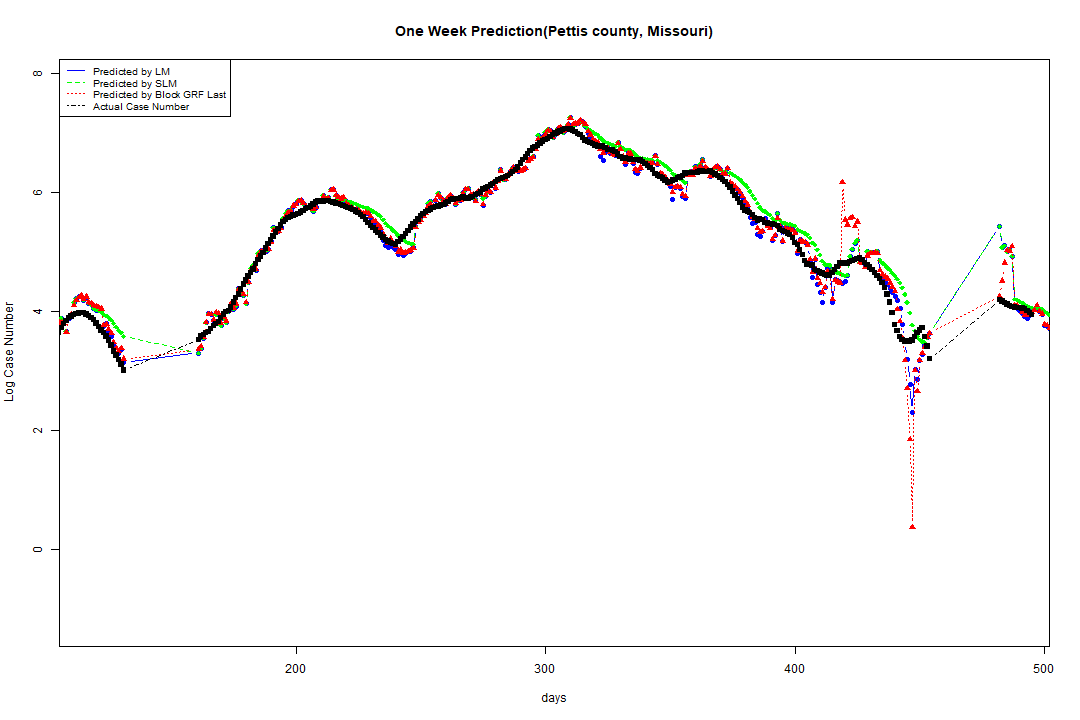 One Week Prediction(Pettis county, Missouri)
Predicted by LM
Predicted by SLM
Predicted by Block GRF Last
Actual Case Number
Log Case Number
8
6
4
2
0
200
300
400
500
days